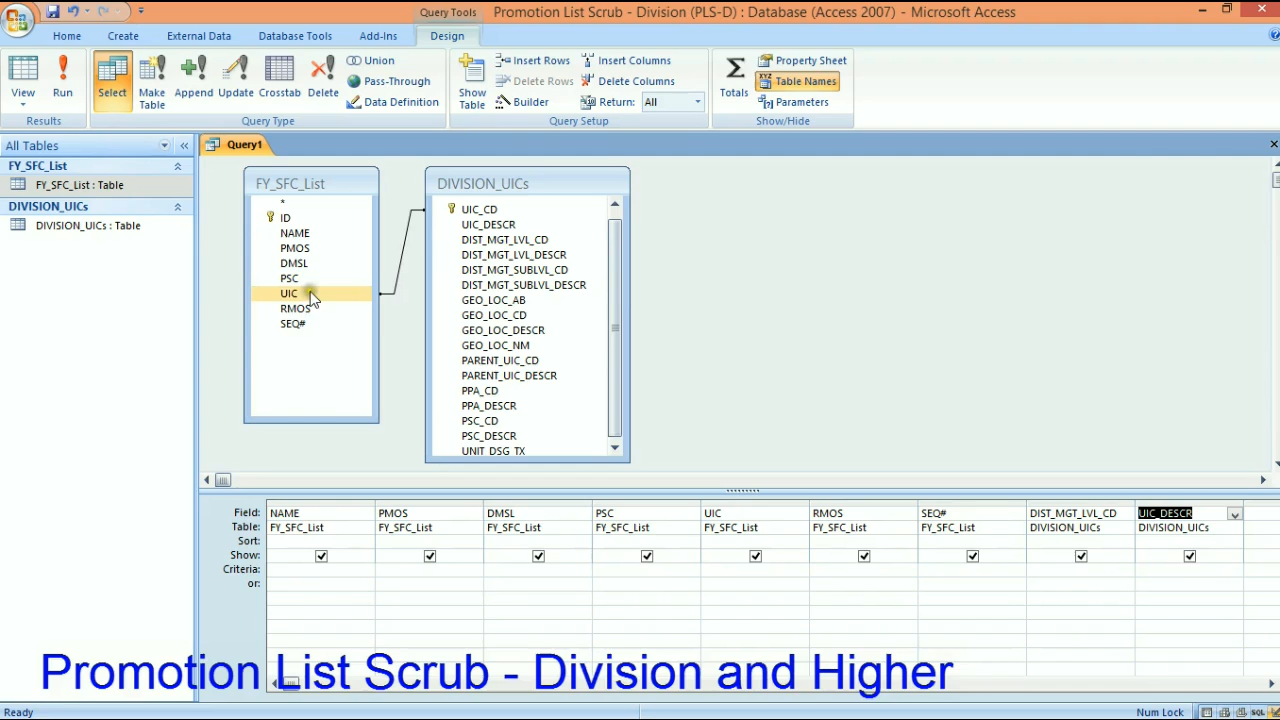 Query Tools
Promotion List Scrub - Division (PLS-D) : Database (Access 2007) - Microsoft Access
Home
Create
External Data
Database Tools
Add-Ins
Design
View
Run
Select
Make Table
Append
Update
Crosstab
Delete
Union
Pass-Through
Data Definition
Show Table
Insert Rows
Delete Rows
Builder
Insert Columns
Delete Columns
Return: All
Totals
Property Sheet
Table Names
Parameters
Results
Query Type
Query Setup
Show/Hide
All Tables
FY_SFC_List
FY_SFC_List : Table
DIVISION_UICs
DIVISION_UICs : Table
Query1
FY_SFC_List
*
ID
NAME
PMOS
DMSL
PSC
UIC
RMOS
SEQ#
DIVISION_UICs
UIC_CD
UIC_DESCR
DIST_MGT_LVL_CD
DIST_MGT_LVL_DESCR
DIST_MGT_SUBLVL_CD
DIST_MGT_SUBLVL_DESCR
GEO_LOC_AB
GEO_LOC_CD
GEO_LOC_DESCR
GEO_LOC_NM
PARENT_UIC_CD
PARENT_UIC_DESCR
PPA_CD
PPA_DESCR
PSC_CD
PSC_DESCR
UNIT_DSG_TX
Field: NAME PMOS DMSL PSC UIC RMOS SEQ# DIST_MGT_LVL_CD UIC_DESCR
Table: FY_SFC_List FY_SFC_List FY_SFC_List FY_SFC_List FY_SFC_List FY_SFC_List FY_SFC_List DIVISION_UICs DIVISION_UICs
Sort:
Show:
Criteria:
or:
Promotion List Scrub - Division and Higher
Ready
Num Lock
SQL